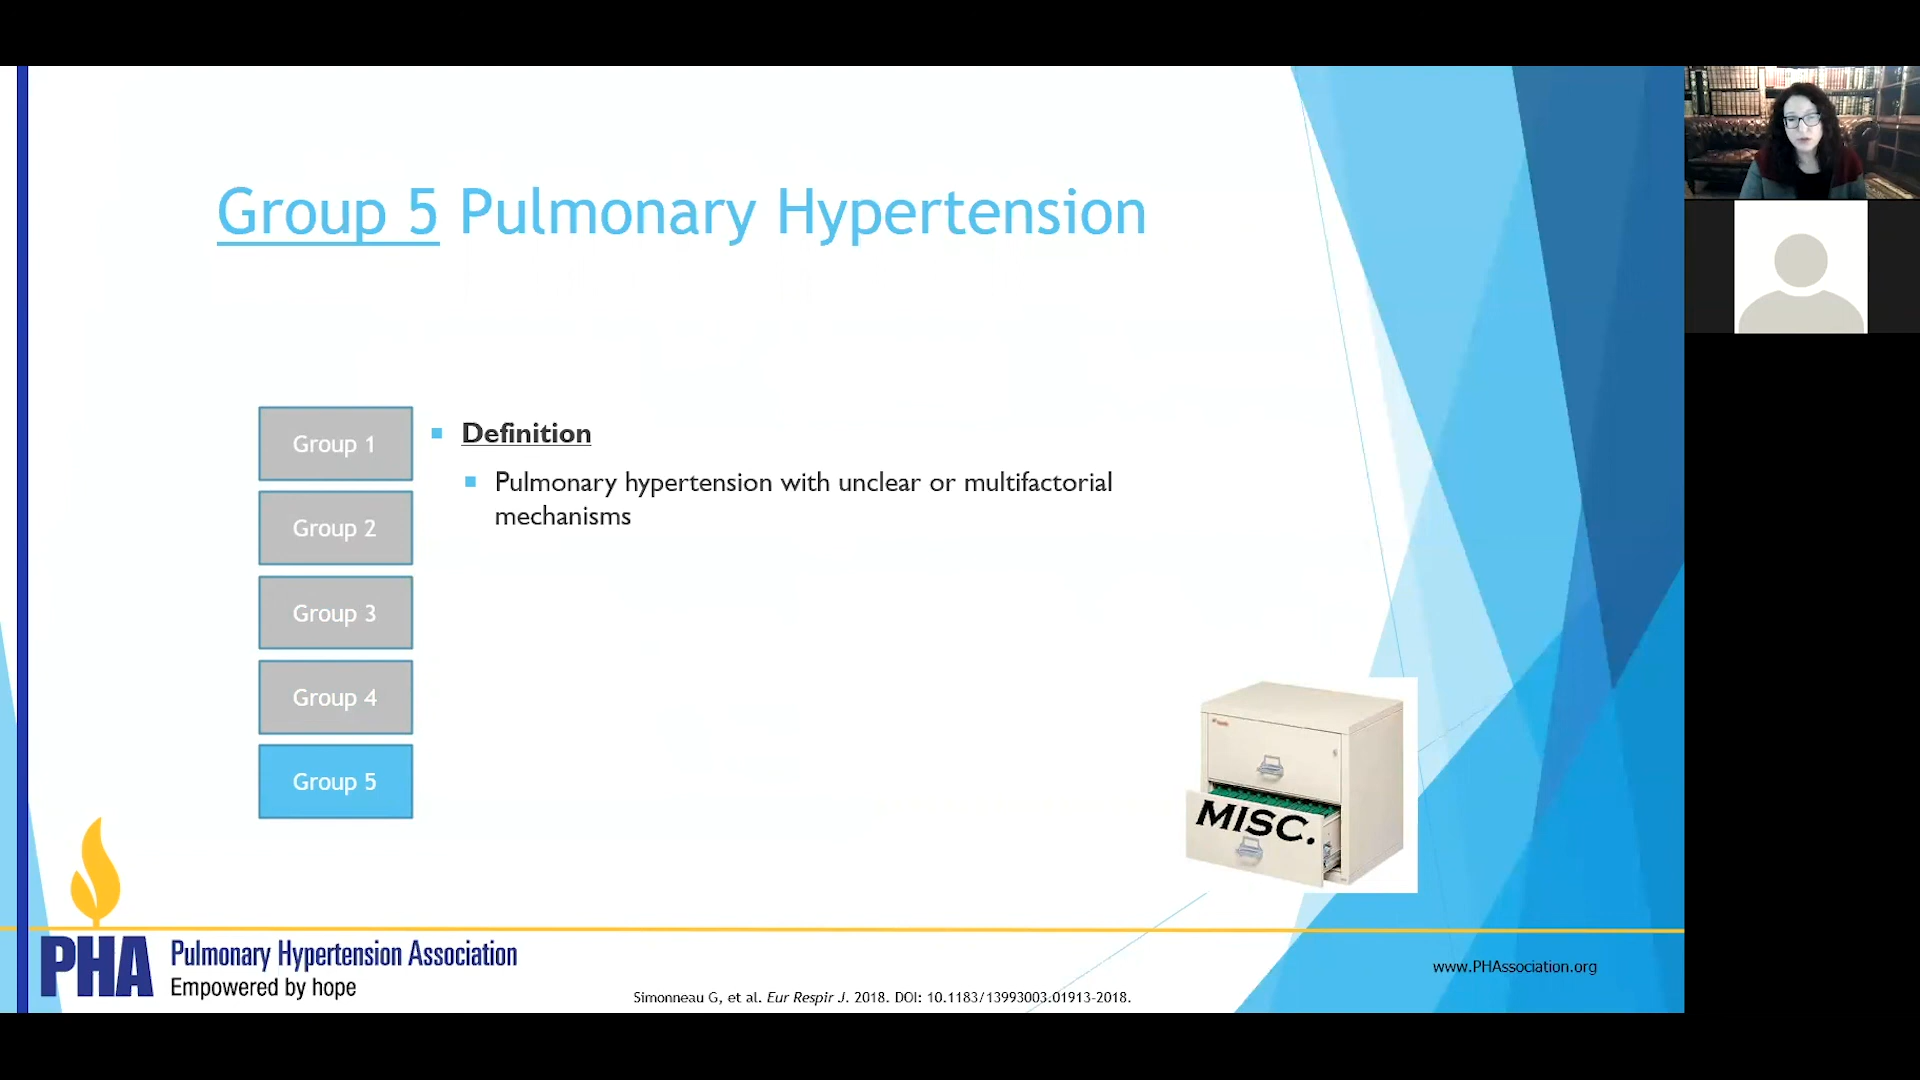 Group 5 Pulmonary Hypertension
Group 1
Group 2
Group 3
Group 4
Group 5
Definition
Pulmonary hypertension with unclear or multifactorial
mechanisms
MISC.
PHA
Pulmonary Hypertension Association
Empowered by hope
Simonneau G, et al. Eur Respir J. 2018. DOI: 10.1183/13993003.01913-2018.
www.PHAssociation.org